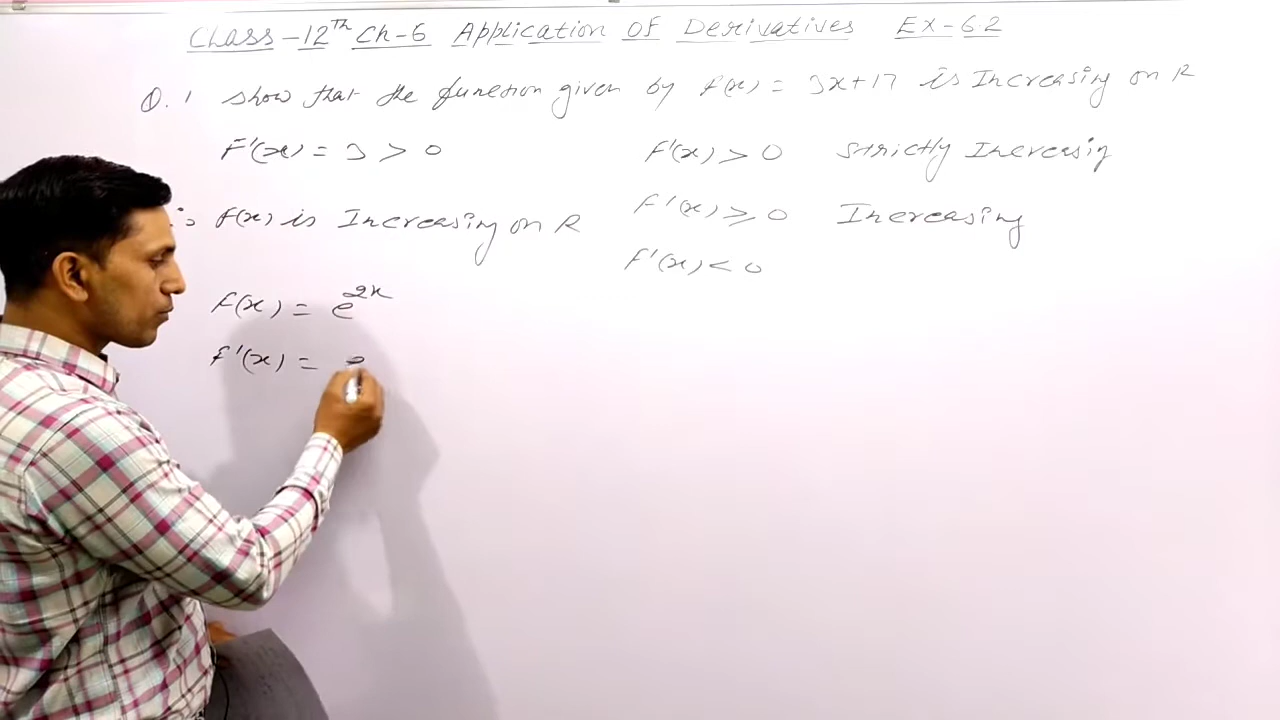 Class-12th Ch-6 Application Of Derivatives Ex-6.2
Q.1 show that the function given by f(x) = 3x+17 is Increasing on R
F'(x) = 3 > 0
F'(x) > 0 Strictly Increasing
∴ f(x) is Increasing on R
F'(x) ≥ 0 Increasing
F'(x) < 0
f(x) = e^2x
f'(x) =